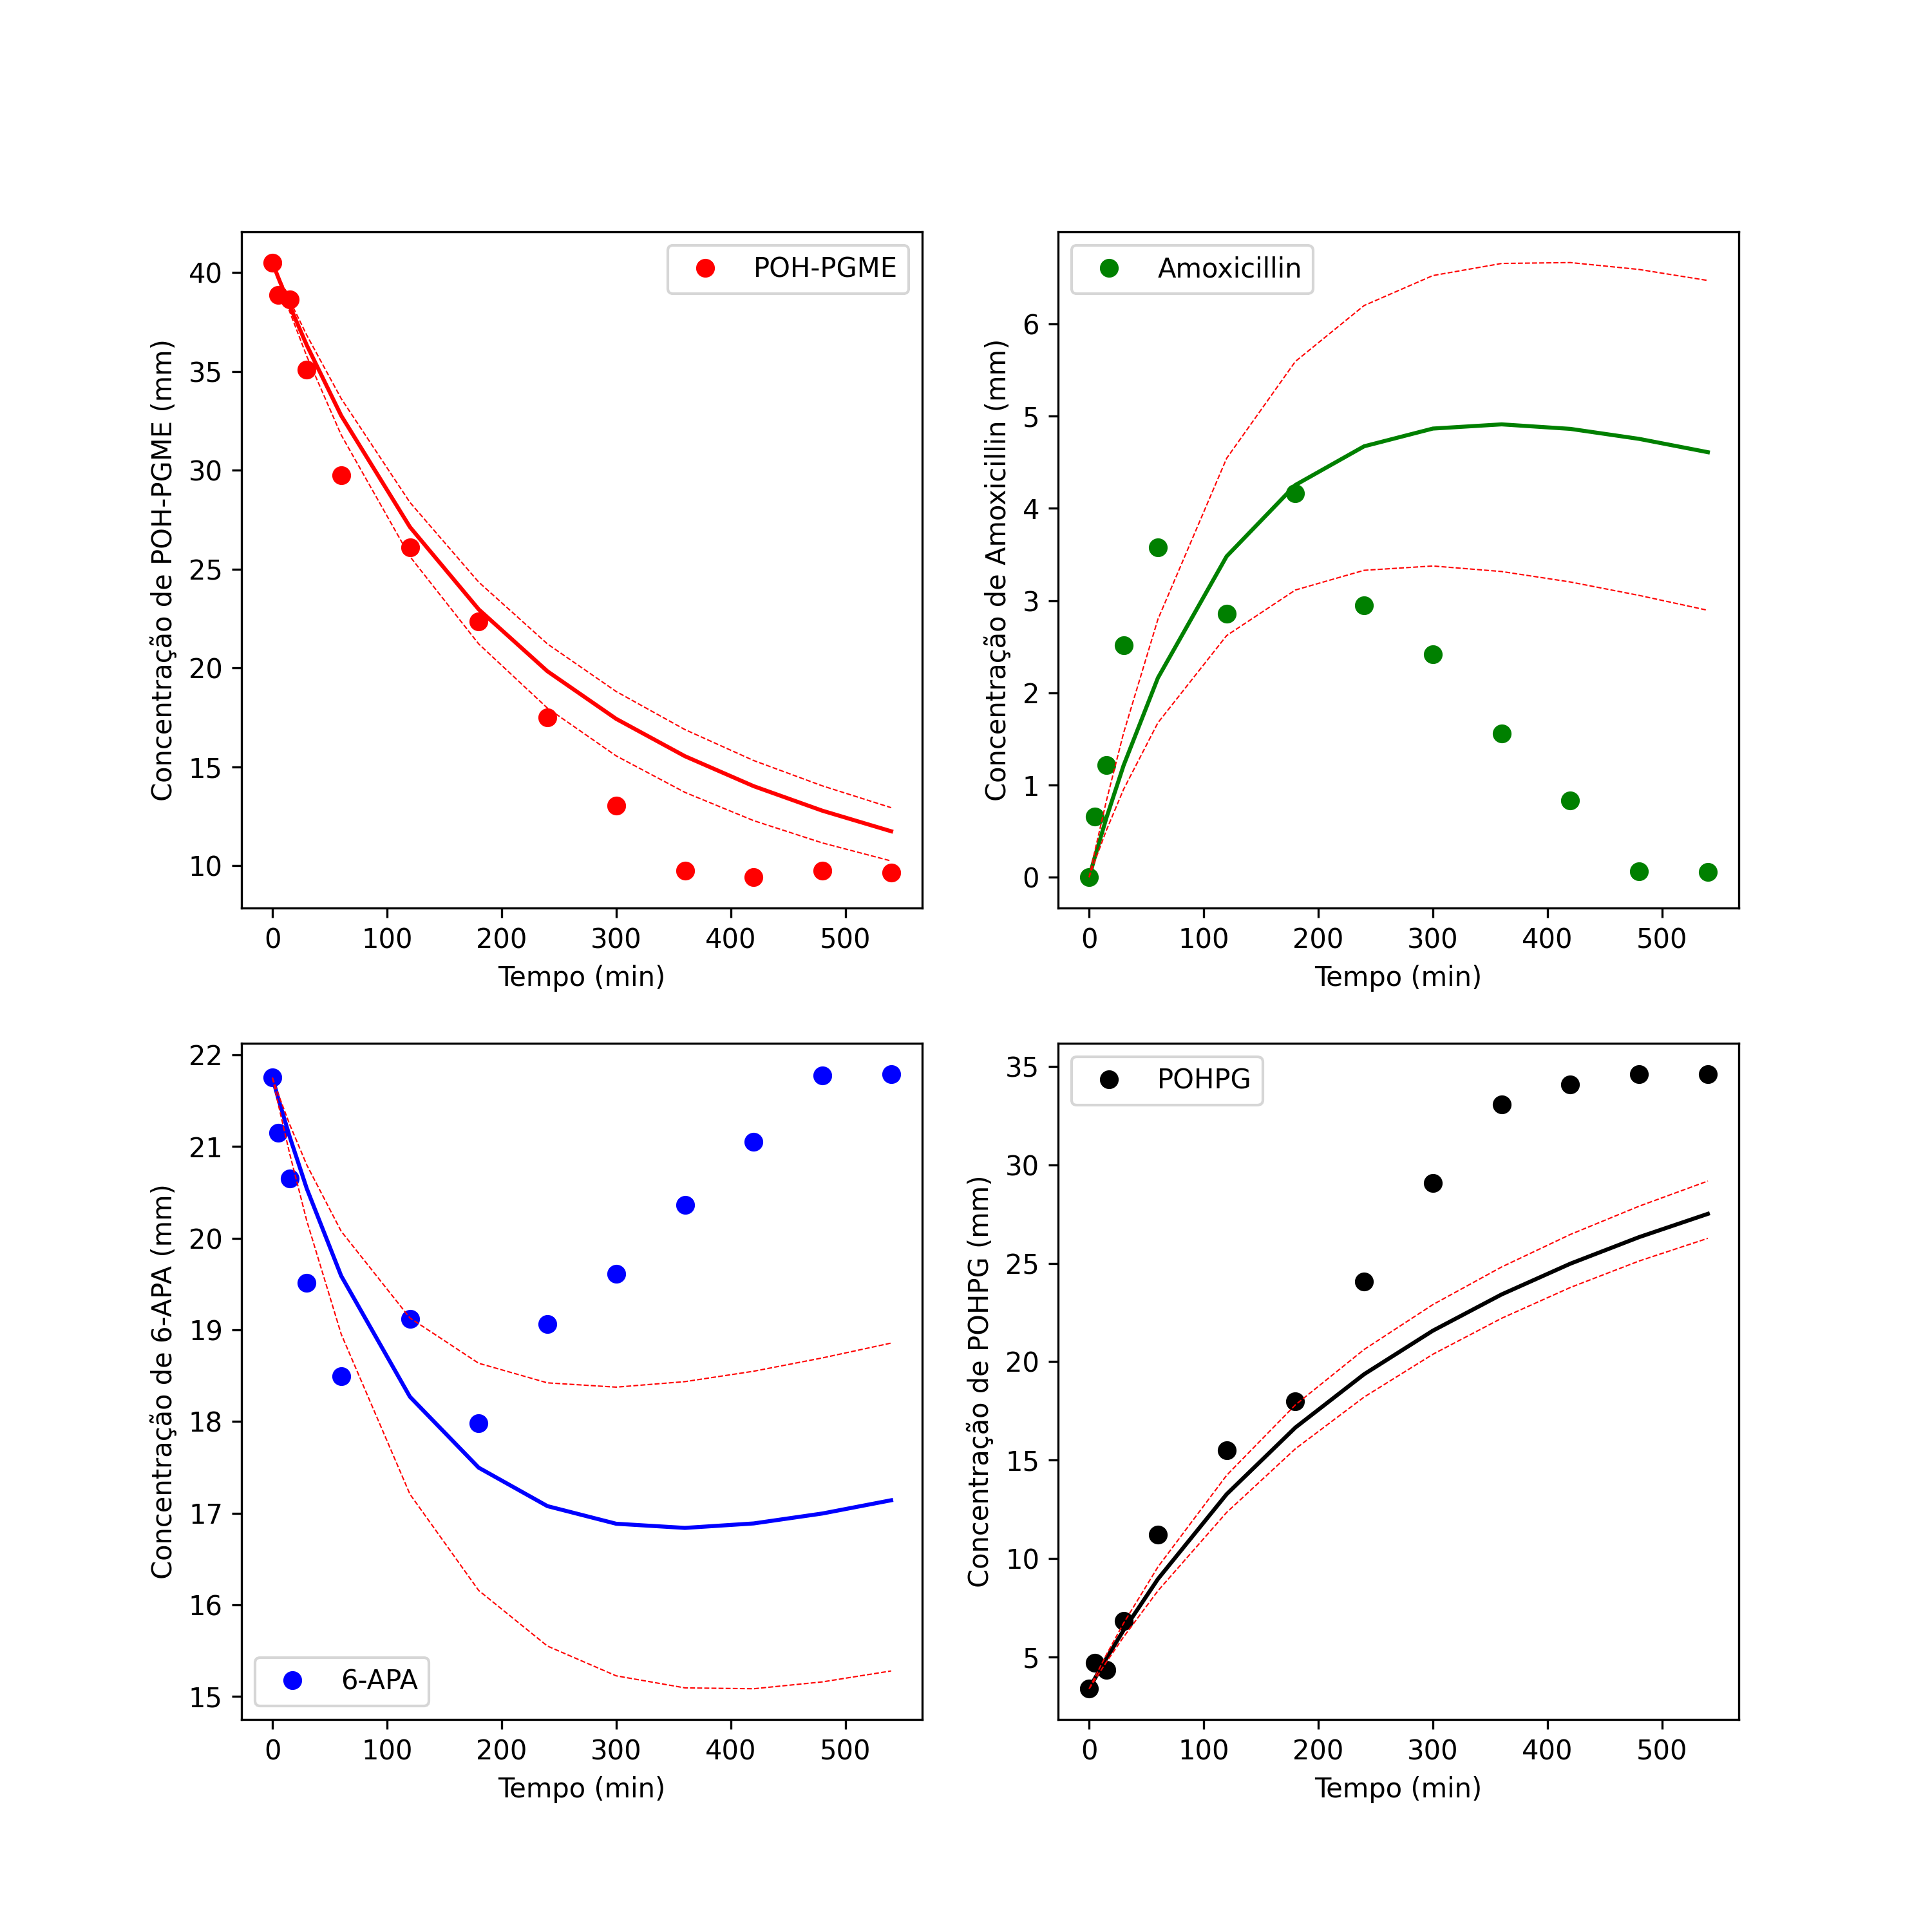 POH-PGME
Concentração de POH-PGME (mm)
40
35
30
25
20
15
10
0 100 200 300 400 500
Tempo (min)
Amoxicillin
Concentração de Amoxicillin (mm)
6
5
4
3
2
1
0
0 100 200 300 400 500
Tempo (min)
6-APA
Concentração de 6-APA (mm)
22
21
20
19
18
17
16
15
0 100 200 300 400 500
Tempo (min)
POHPG
Concentração de POHPG (mm)
35
30
25
20
15
10
5
0 100 200 300 400 500
Tempo (min)